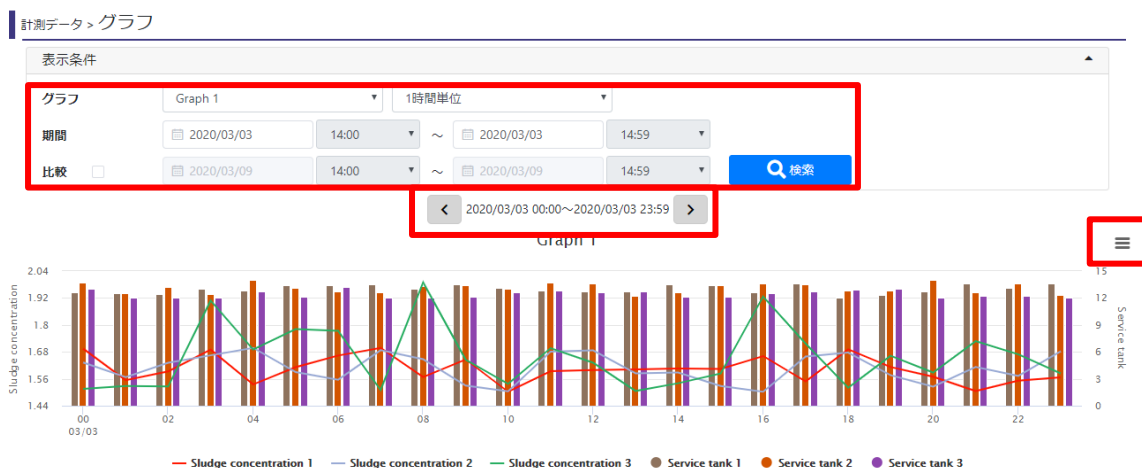 計測データ > グラフ
表示条件
グラフ Graph 1 1時間単位
期間 2020/03/03 14:00 ～ 2020/03/03 14:59
比較 2020/03/09 14:00 ～ 2020/03/09 14:59 検索
2020/03/03 00:00～2020/03/03 23:59
Graph 1
Sludge concentration
2.04
1.92
1.8
1.68
1.56
1.44
15
12
9
6
3
0
Service tank
00 02 04 06 08 10 12 14 16 18 20 22
03/03
Sludge concentration 1 Sludge concentration 2 Sludge concentration 3 Service tank 1 Service tank 2 Service tank 3